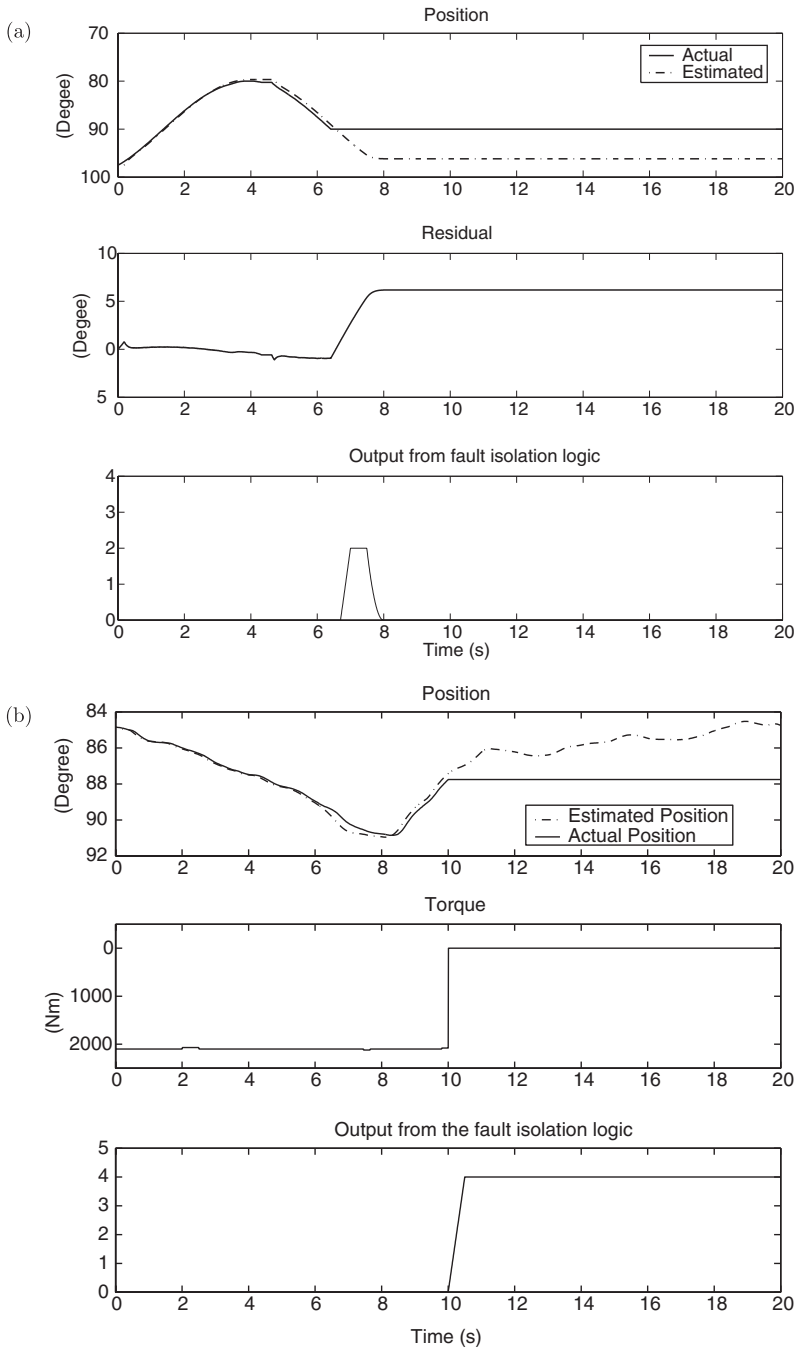 (a)
Position
70
80
90
100
(Degee)
Actual
Estimated
0 2 4 6 8 10 12 14 16 18 20
Residual
10
5
0
5
(Degee)
0 2 4 6 8 10 12 14 16 18 20
Output from fault isolation logic
4
3
2
1
0
0 2 4 6 8 10 12 14 16 18 20
Time (s)
(b)
Position
84
86
88
90
92
(Degree)
Estimated Position
Actual Position
0 2 4 6 8 10 12 14 16 18 20
Torque
0
1000
2000
(Nm)
0 2 4 6 8 10 12 14 16 18 20
Output from the fault isolation logic
5
4
3
2
1
0
0 2 4 6 8 10 12 14 16 18 20
Time (s)